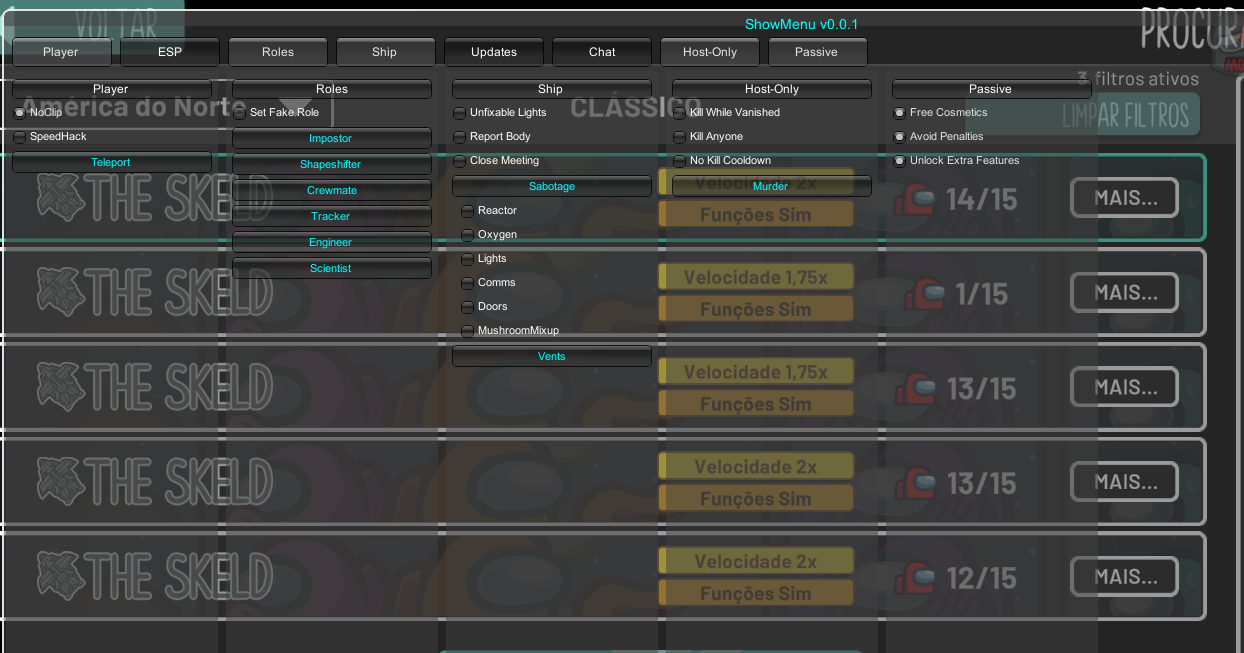 VOLTAR
ShowMenu v0.0.1
PROCUR
Player ESP Roles Ship Updates Chat Host-Only Passive
3 filtros ativos
Player Roles Ship Host-Only Passive
América do Norte
CLÁSSICO
LIMPAR FILTROS
NoClip Set Fake Role Unfixable Lights Kill While Vanished Free Cosmetics
SpeedHack Impostor Report Body Kill Anyone Avoid Penalties
Teleport Shapeshifter Close Meeting No Kill Cooldown Unlock Extra Features
Crewmate Sabotage Murder
Tracker Reactor
Engineer Oxygen
Scientist Lights
Comms
Doors
MushroomMixup
Vents
THE SKELD Velocidade 2x 14/15 MAIS...
Funções Sim
THE SKELD Velocidade 1,75x 1/15 MAIS...
Funções Sim
THE SKELD Velocidade 1,75x 13/15 MAIS...
Funções Sim
THE SKELD Velocidade 2x 13/15 MAIS...
Funções Sim
THE SKELD Velocidade 2x 12/15 MAIS...
Funções Sim